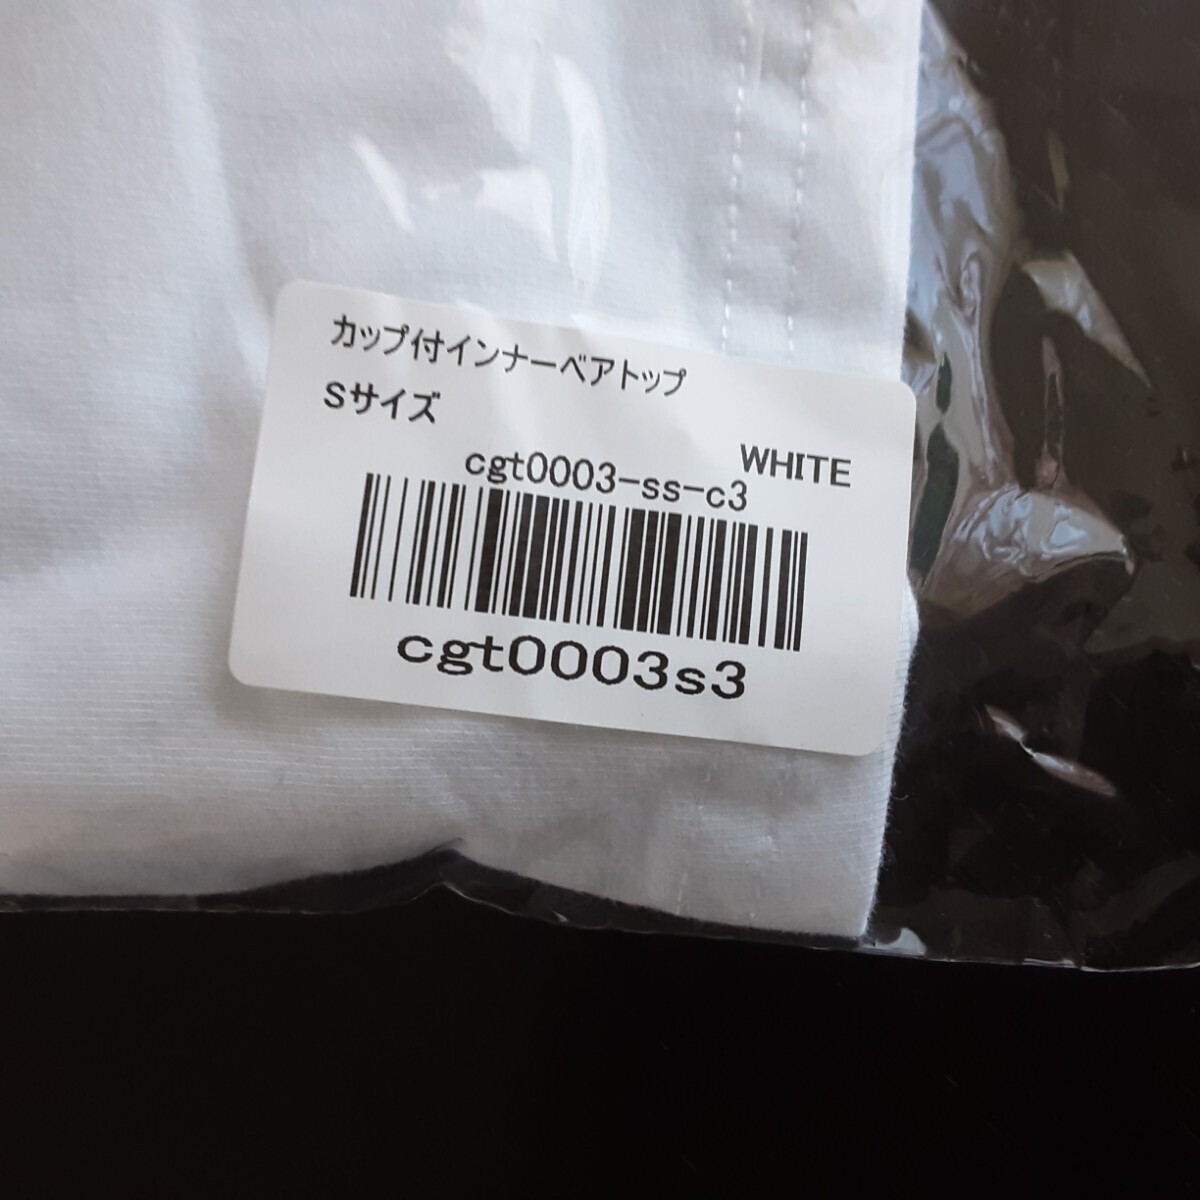 カップ付インナーベアトップ
Sサイズ
WHITE
cgt0003-ss-c3
cgt0003s3